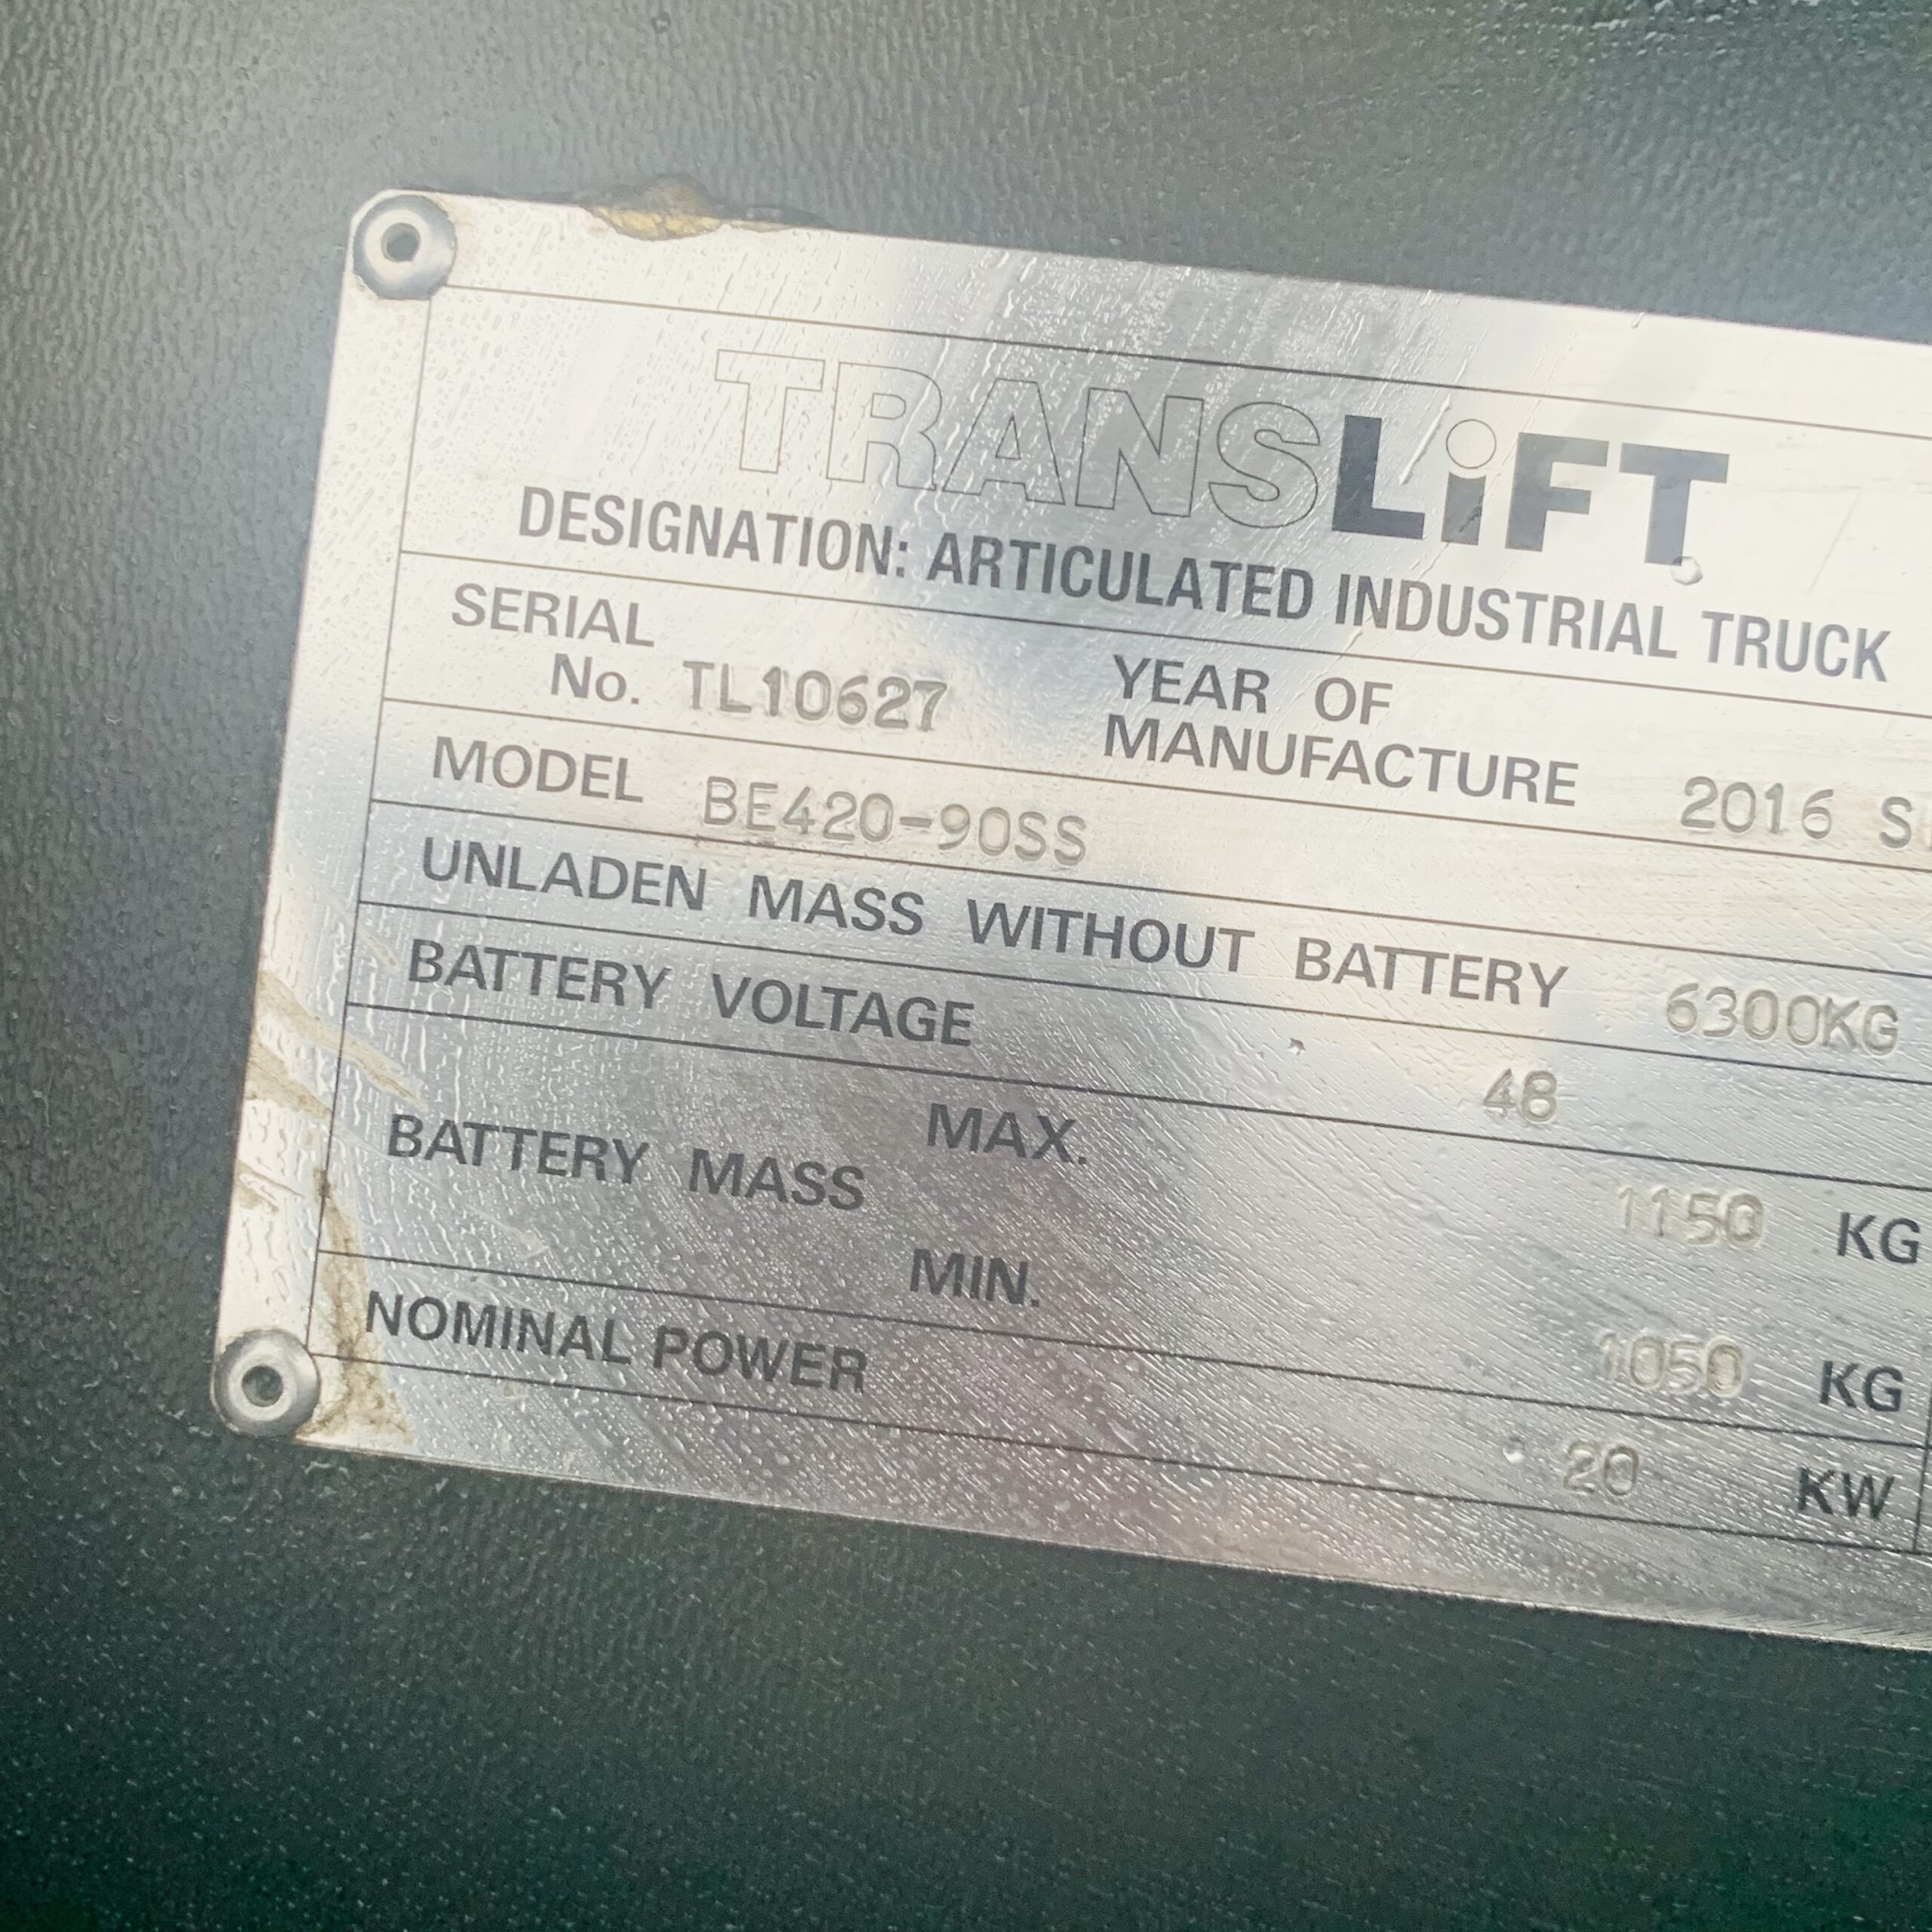 TRANSLiFT
DESIGNATION: ARTICULATED INDUSTRIAL TRUCK
SERIAL
No. TL10627
YEAR OF
MANUFACTURE 2016
MODEL BE420-90SS
UNLADEN MASS WITHOUT BATTERY 6300KG
BATTERY VOLTAGE 48
BATTERY MASS MAX. 1150 KG
MIN. 1050 KG
NOMINAL POWER 20 KW